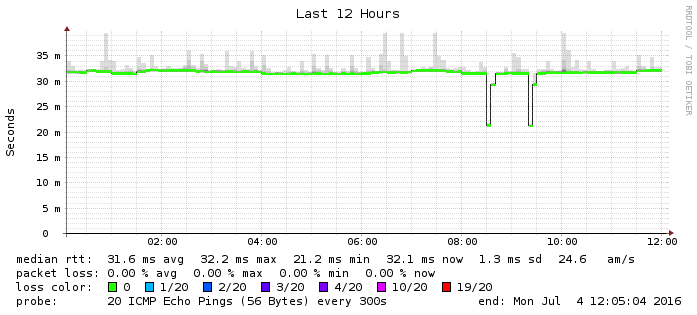 Last 12 Hours
RRDTOOL / TOBI OETIKER
Seconds
35 m
30 m
25 m
20 m
15 m
10 m
5 m
0
02:00 04:00 06:00 08:00 10:00 12:00
median rtt: 31.6 ms avg 32.2 ms max 21.2 ms min 32.1 ms now 1.3 ms sd 24.6 am/s
packet loss: 0.00 % avg 0.00 % max 0.00 % min 0.00 % now
loss color: 0 1/20 2/20 3/20 4/20 10/20 19/20
probe: 20 ICMP Echo Pings (56 Bytes) every 300s end: Mon Jul 4 12:05:04 2016